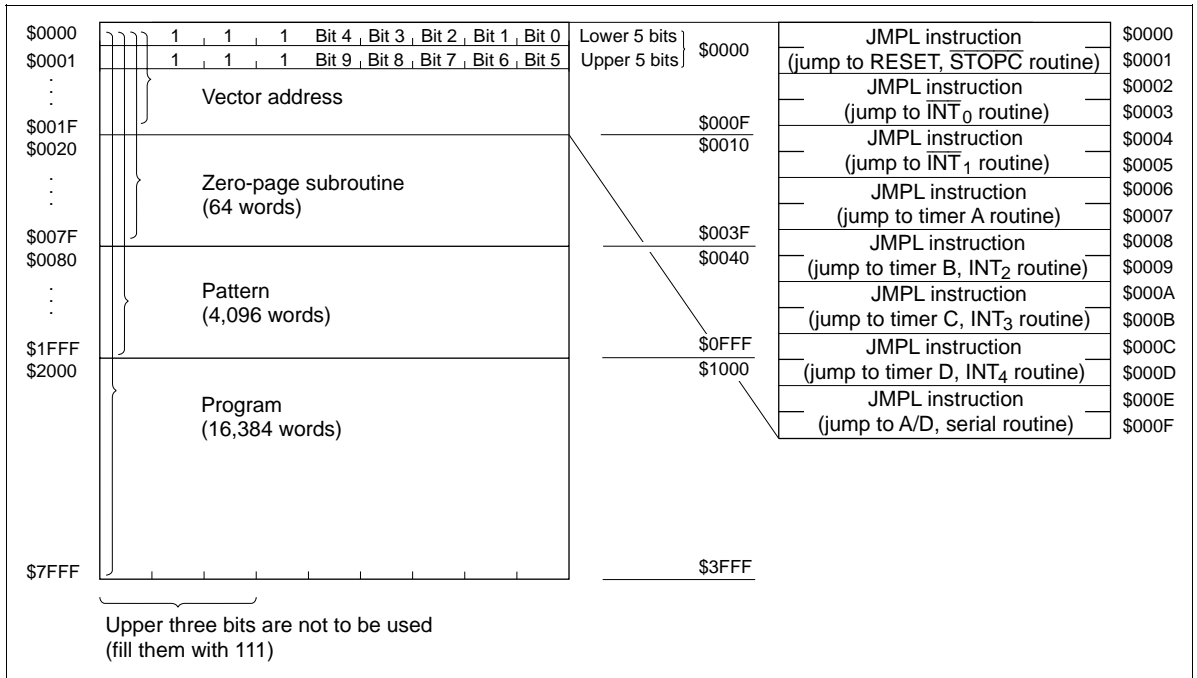 $0000 1 1 1 Bit 4 Bit 3 Bit 2 Bit 1 Bit 0 Lower 5 bits
$0001 1 1 1 Bit 9 Bit 8 Bit 7 Bit 6 Bit 5 Upper 5 bits
$0000
Vector address
$001F
$000F
$0020
$0010
Zero-page subroutine
(64 words)
$007F
$003F
$0080
$0040
Pattern
(4,096 words)
$1FFF
$0FFF
$2000
$1000
Program
(16,384 words)
$7FFF
$3FFF
Upper three bits are not to be used
(fill them with 111)
JMPL instruction $0000
(jump to RESET, STOPC routine) $0001
JMPL instruction $0002
(jump to INT0 routine) $0003
JMPL instruction $0004
(jump to INT1 routine) $0005
JMPL instruction $0006
(jump to timer A routine) $0007
JMPL instruction $0008
(jump to timer B, INT2 routine) $0009
JMPL instruction $000A
(jump to timer C, INT3 routine) $000B
JMPL instruction $000C
(jump to timer D, INT4 routine) $000D
JMPL instruction $000E
(jump to A/D, serial routine) $000F